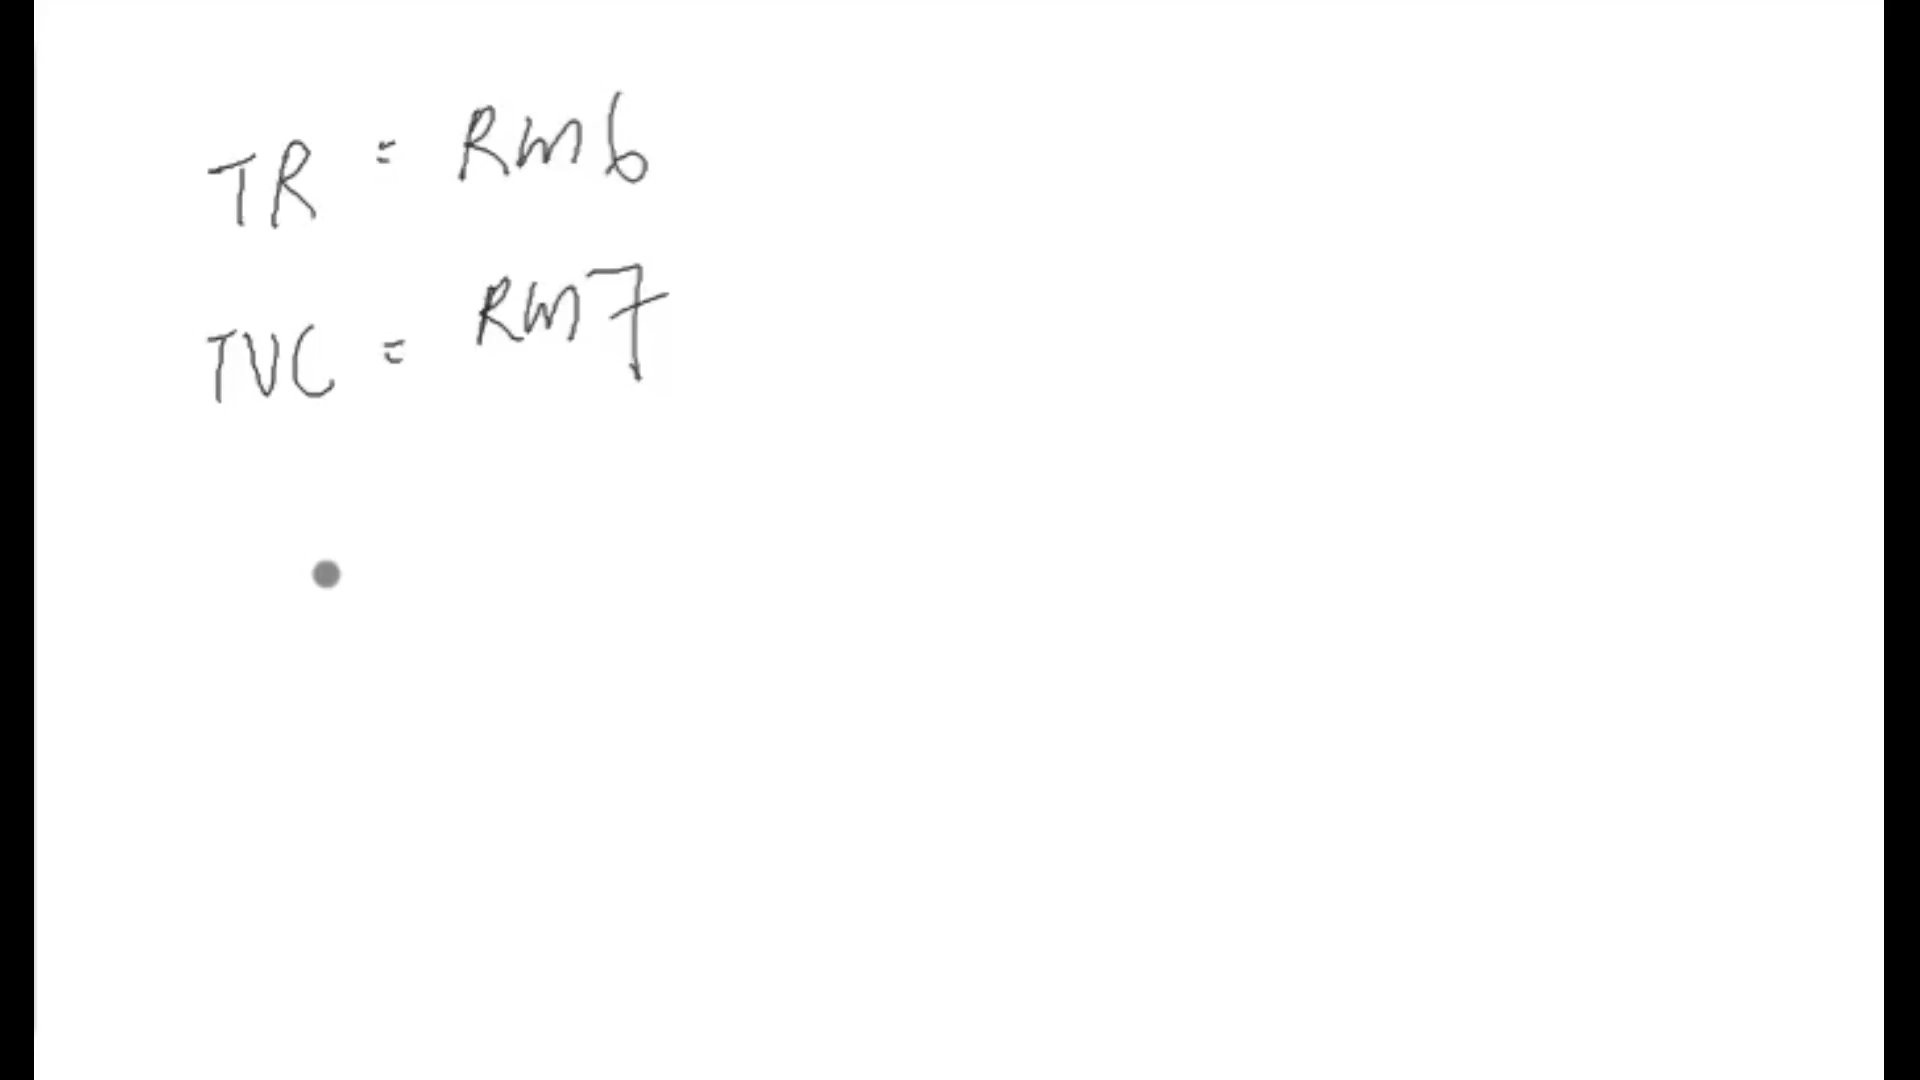 TR = Rm6
TVC = Rm7